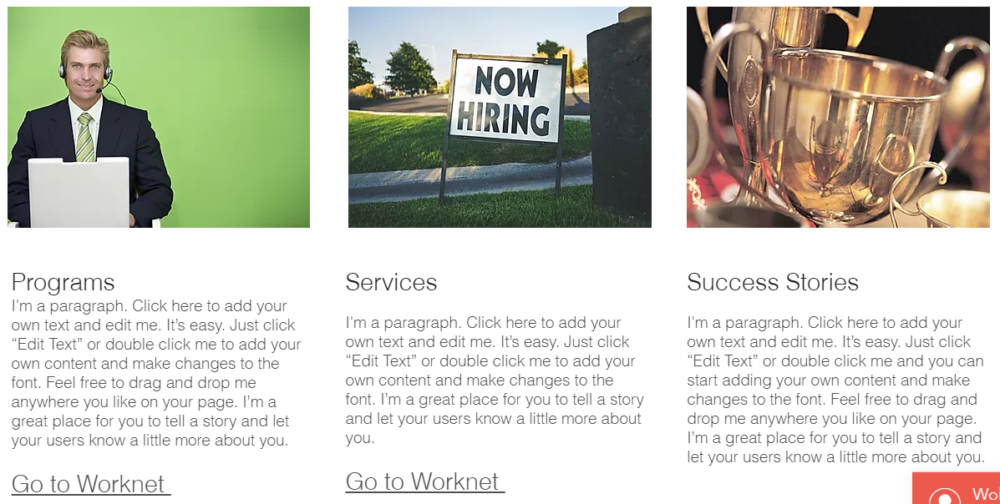 NOW
HIRING
Programs
I'm a paragraph. Click here to add your
own text and edit me. It’s easy. Just click
“Edit Text” or double click me to add your
own content and make changes to the
font. Feel free to drag and drop me
anywhere you like on your page. I’m a
great place for you to tell a story and let
your users know a little more about you.
Go to Worknet
Services
I'm a paragraph. Click here to add your
own text and edit me. It’s easy. Just click
“Edit Text” or double click me to add your
own content and make changes to the
font. I’m a great place for you to tell a story
and let your users know a little more about
you.
Go to Worknet
Success Stories
I'm a paragraph. Click here to add your
own text and edit me. It’s easy. Just click
“Edit Text” or double click me and you can
start adding your own content and make
changes to the font. Feel free to drag and
drop me anywhere you like on your page.
I’m a great place for you to tell a story and
let your users know a little more about you.